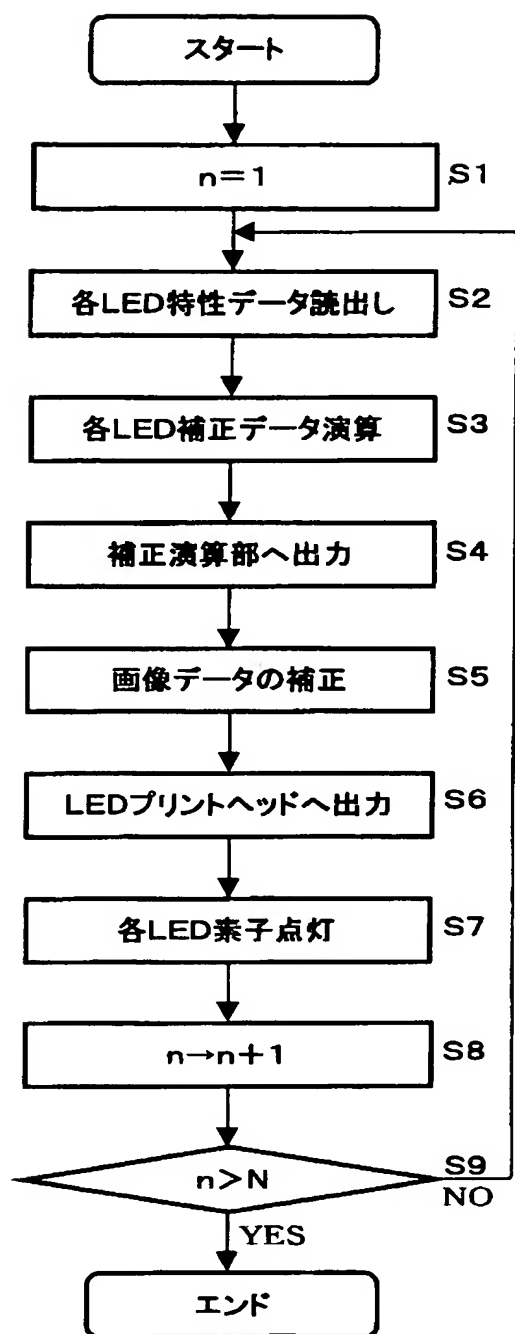 スタート
n=1 S1
各LED特性データ読出し S2
各LED補正データ演算 S3
補正演算部へ出力 S4
画像データの補正 S5
LEDプリントヘッドへ出力 S6
各LED素子点灯 S7
n→n+1 S8
n>N S9
NO
YES
エンド